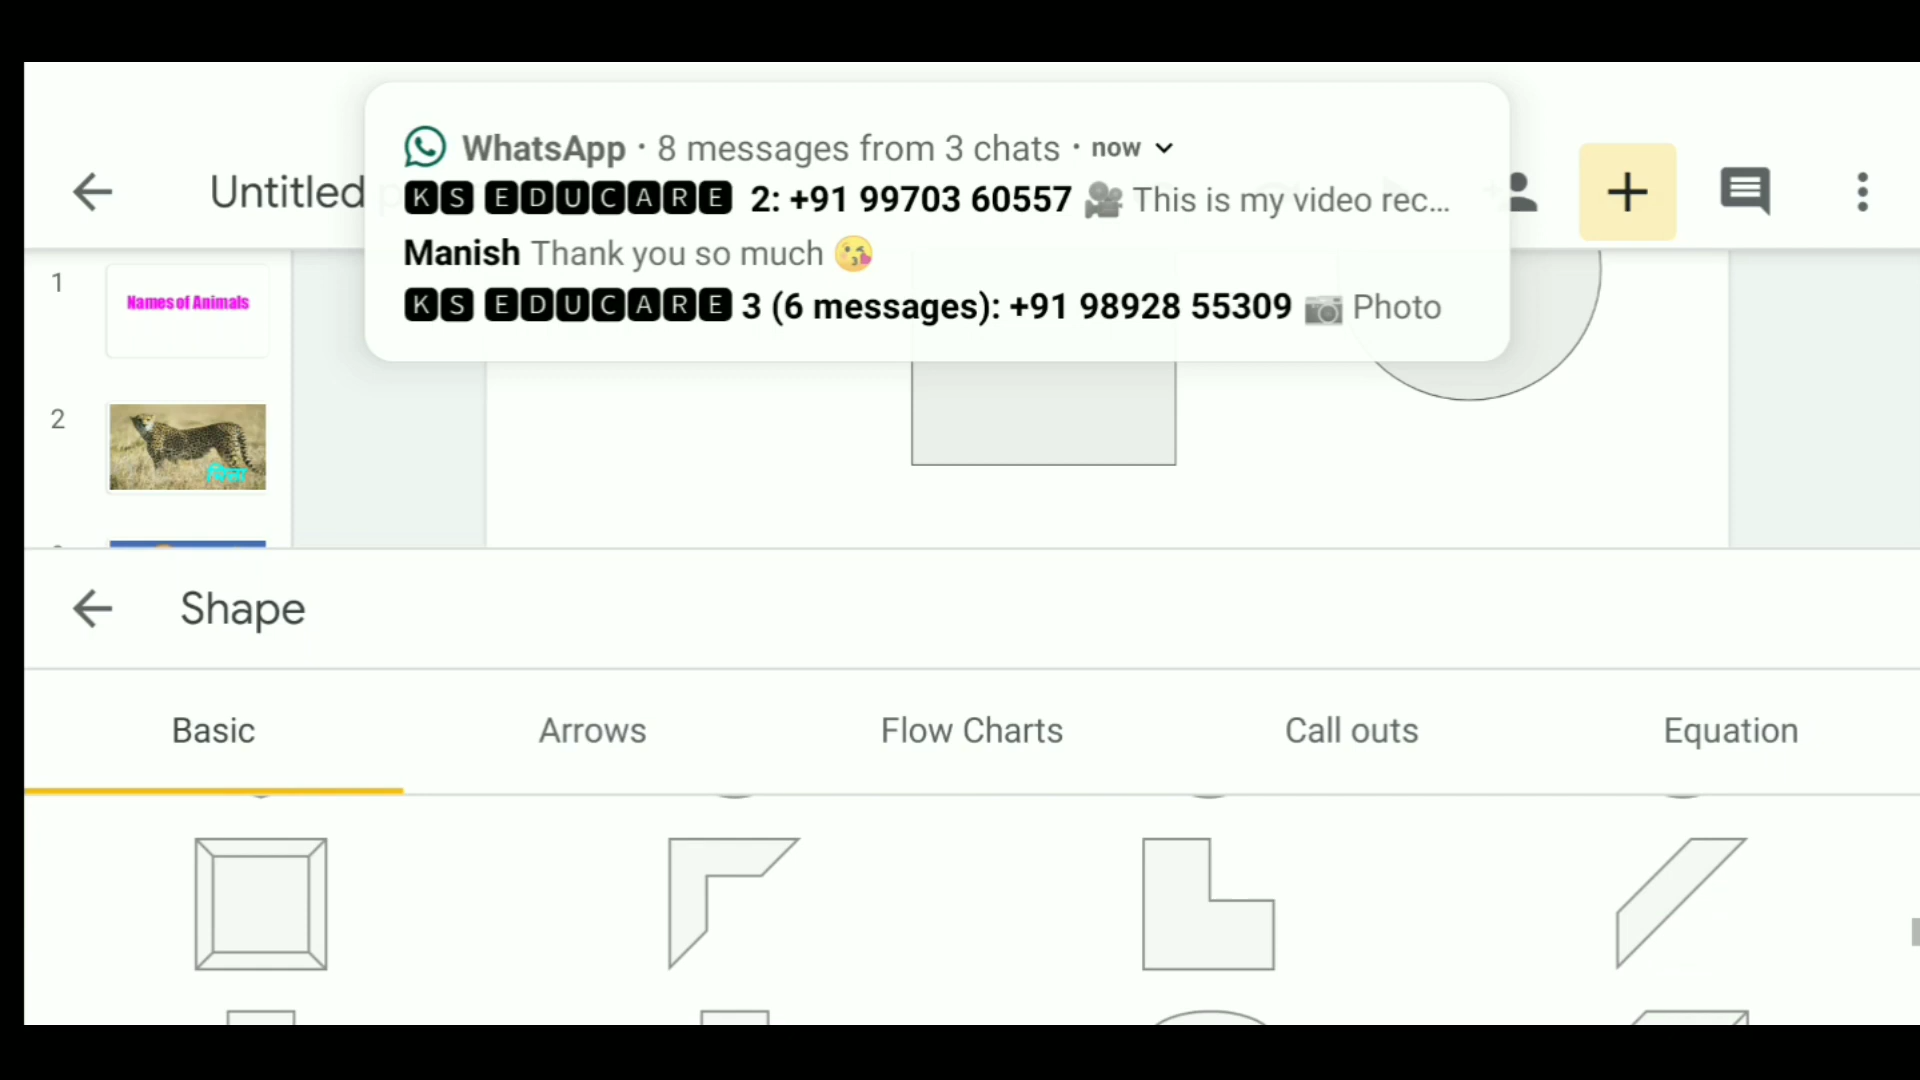 WhatsApp · 8 messages from 3 chats · now
KS EDUCARE 2: +91 99703 60557 🎥 This is my video rec...
Untitled
Manish Thank you so much 😘
KS EDUCARE 3 (6 messages): +91 98928 55309 📷 Photo
1
Names of Animals
2
Shape
Basic
Arrows
Flow Charts
Call outs
Equation